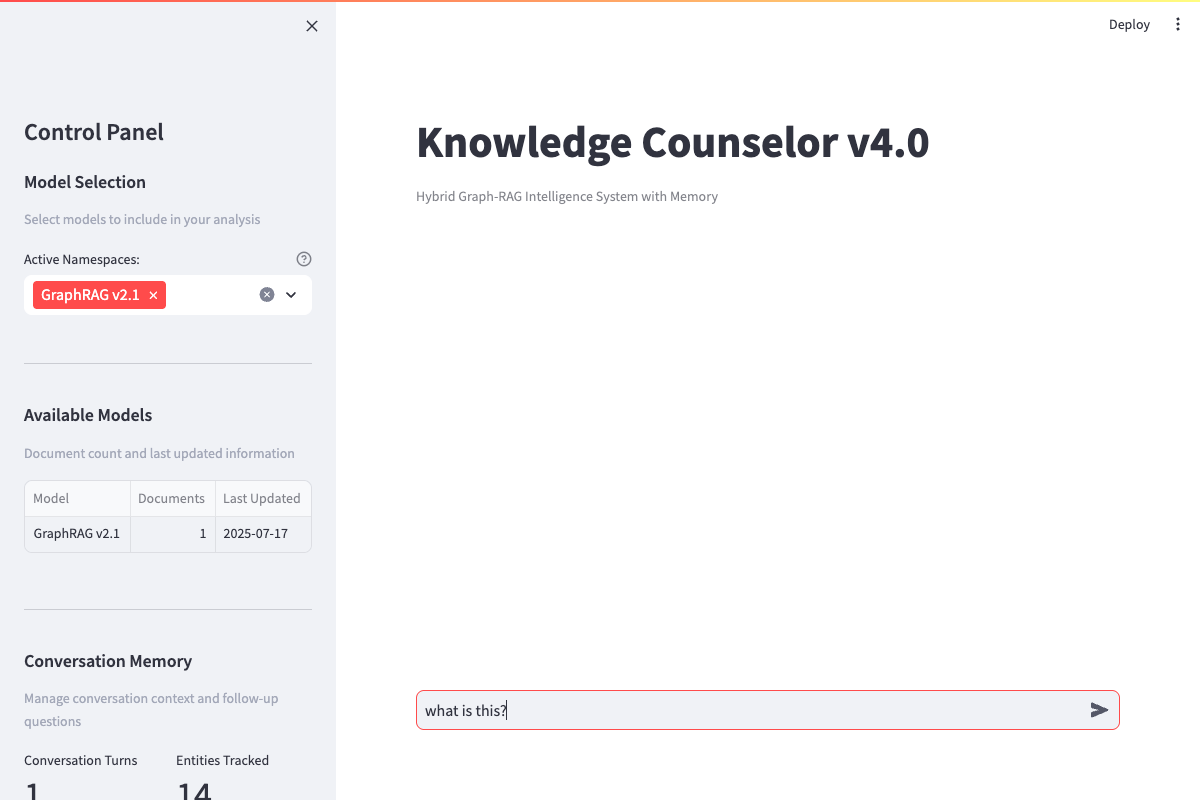 Deploy
Control Panel
Model Selection
Select models to include in your analysis
Active Namespaces:
GraphRAG v2.1
Available Models
Document count and last updated information
Model Documents Last Updated
GraphRAG v2.1 1 2025-07-17
Conversation Memory
Manage conversation context and follow-up
questions
Conversation Turns Entities Tracked
1 14
Knowledge Counselor v4.0
Hybrid Graph-RAG Intelligence System with Memory
what is this?